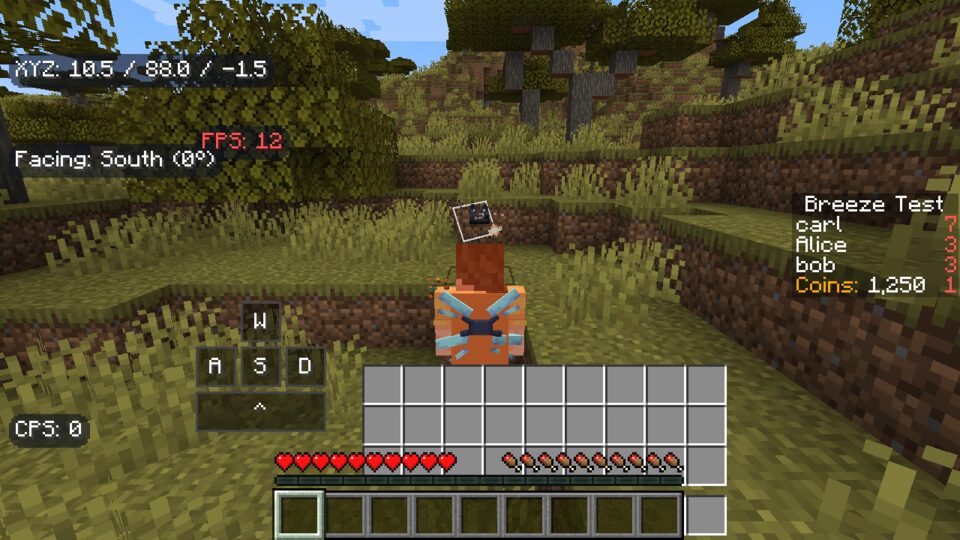 XYZ: 10.5 / 88.0 / -1.5
FPS: 12
Facing: South (0°)
Breeze Test
carl 7
Alice 3
bob 3
Coins: 1,250 1
W
A S D
^
CPS: 0